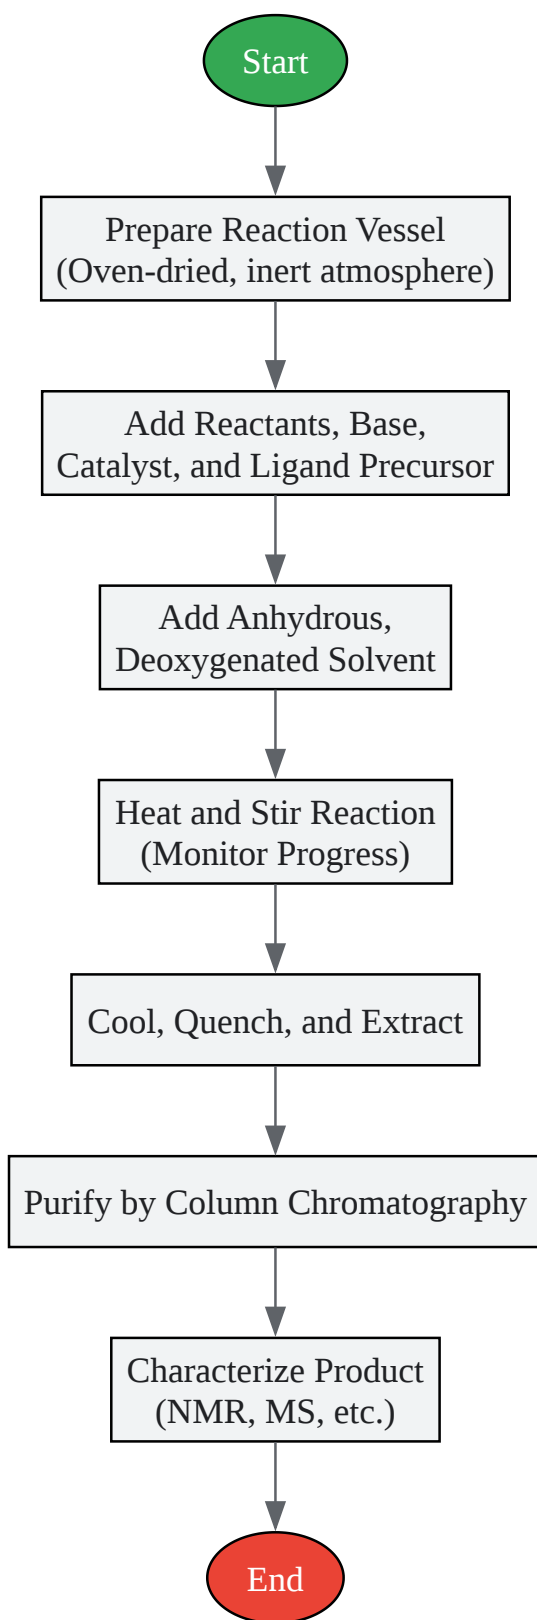 Start
Prepare Reaction Vessel
(Oven-dried, inert atmosphere)
Add Reactants, Base,
Catalyst, and Ligand Precursor
Add Anhydrous,
Deoxygenated Solvent
Heat and Stir Reaction
(Monitor Progress)
Cool, Quench, and Extract
Purify by Column Chromatography
Characterize Product
(NMR, MS, etc.)
End